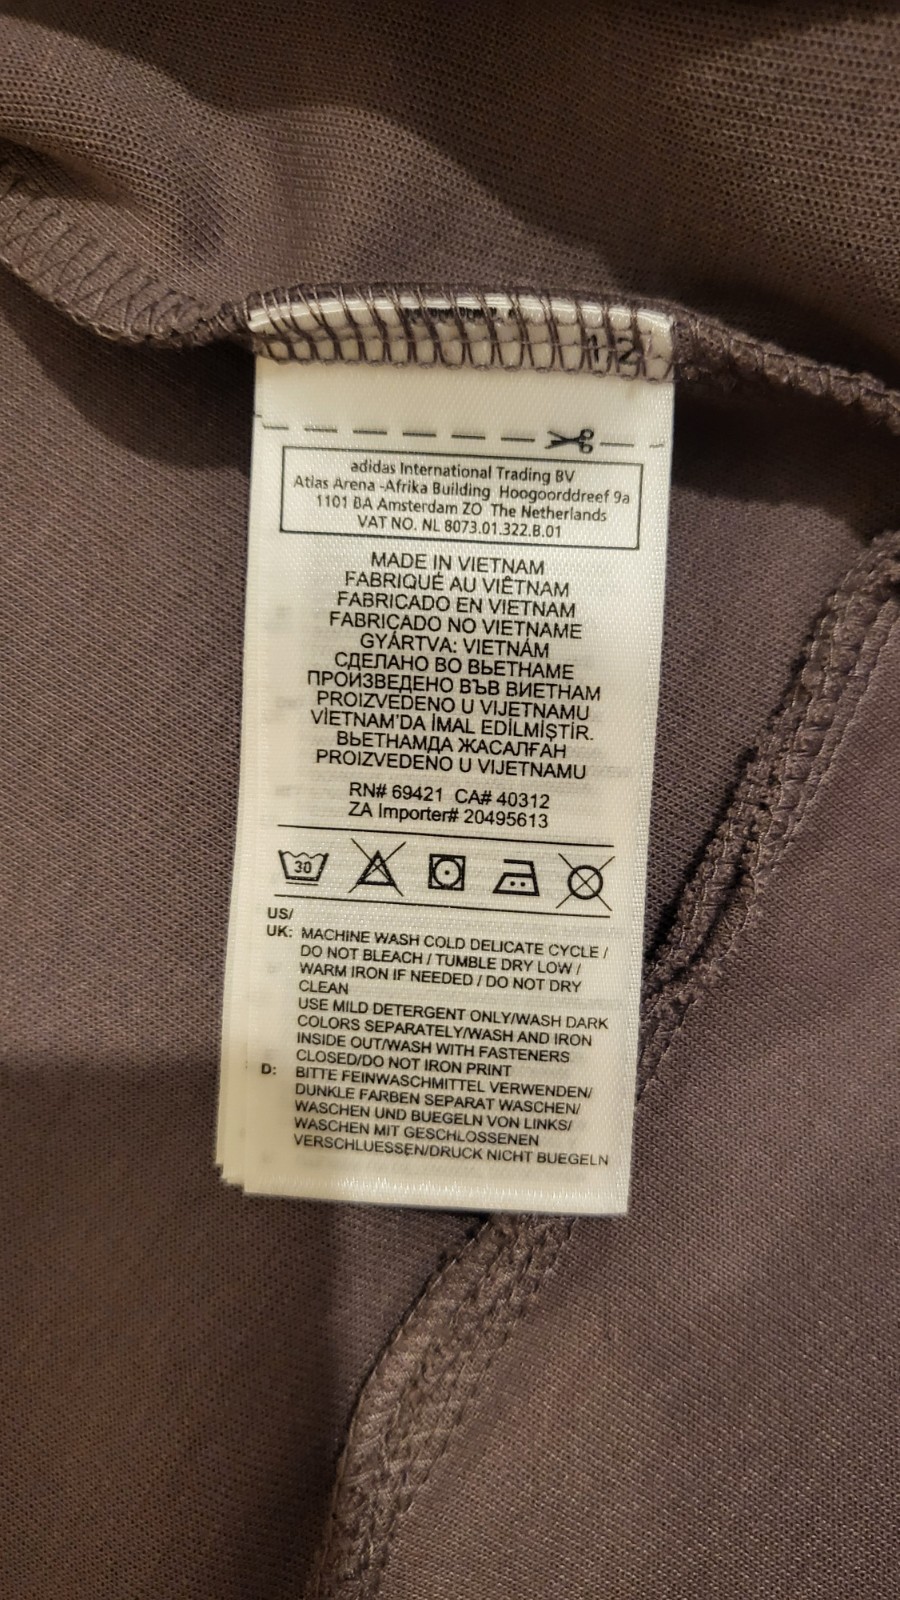 12
adidas International Trading BV
Atlas Arena -Afrika Building Hoogoorddreef 9a
1101 BA Amsterdam ZO The Netherlands
VAT NO. NL 8073.01.322.B.01
MADE IN VIETNAM
FABRIQUÉ AU VIÊTNAM
FABRICADO EN VIETNAM
FABRICADO NO VIETNAME
GYÁRTVA: VIETNÁM
СДЕЛАНО ВО ВЬЕТНАМЕ
ПРОИЗВЕДЕНО ВЪВ ВИЕТНАМ
PROIZVEDENO U VIJETNAMU
VİETNAM'DA İMAL EDİLMİŞTİR.
ВЬЕТНАМДА ЖАСАЛҒАН
PROIZVEDENO U VIJETNAMU
RN# 69421 CA# 40312
ZA Importer# 20495613
30
US/
UK: MACHINE WASH COLD DELICATE CYCLE /
DO NOT BLEACH / TUMBLE DRY LOW /
WARM IRON IF NEEDED / DO NOT DRY
CLEAN
USE MILD DETERGENT ONLY/WASH DARK
COLORS SEPARATELY/WASH AND IRON
INSIDE OUT/WASH WITH FASTENERS
CLOSED/DO NOT IRON PRINT
D: BITTE FEINWASCHMITTEL VERWENDEN/
DUNKLE FARBEN SEPARAT WASCHEN/
WASCHEN UND BUEGELN VON LINKS/
WASCHEN MIT GESCHLOSSENEN
VERSCHLUESSEN/DRUCK NICHT BUEGELN